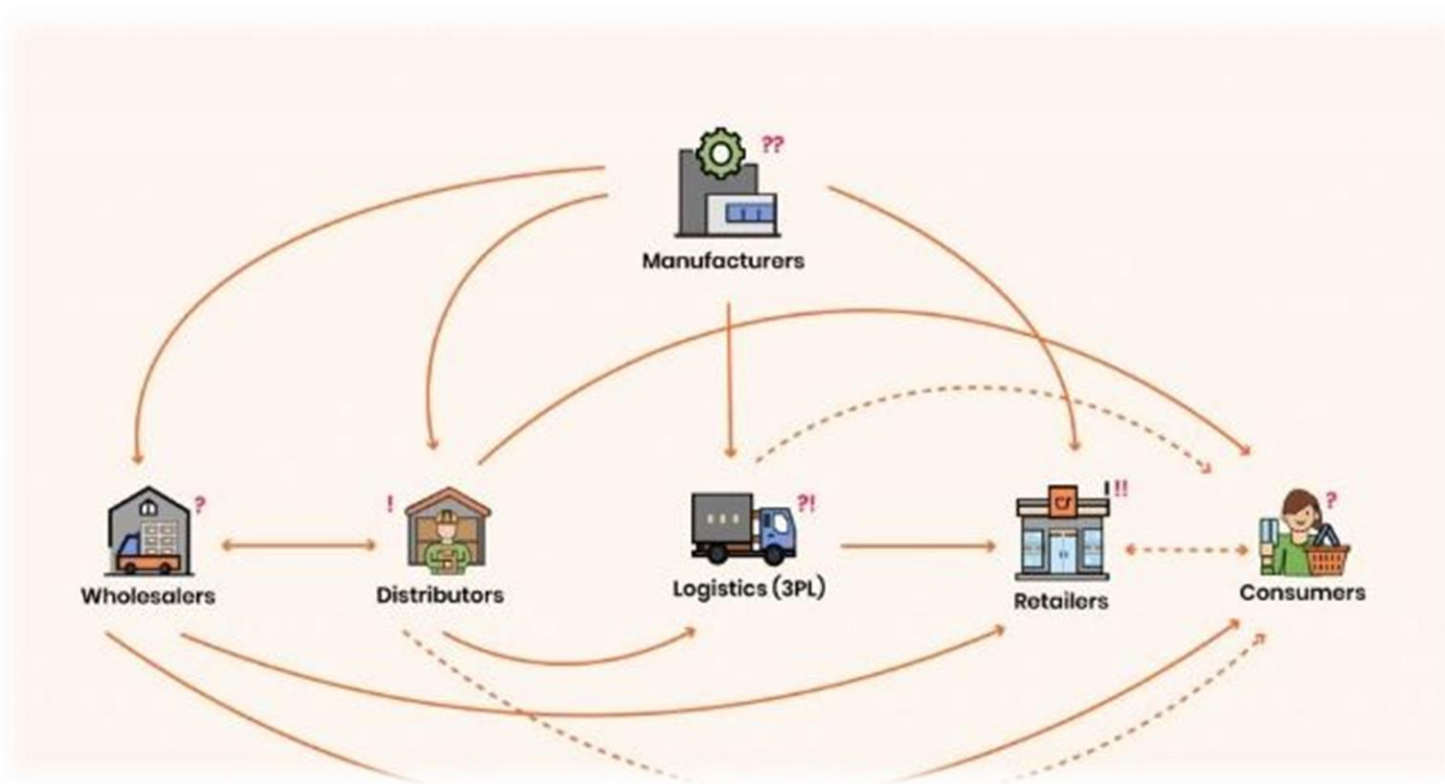 ??
Manufacturers
?
!
?!
!!!
?
Wholesalers
Distributors
Logistics (3PL)
Retailers
Consumers